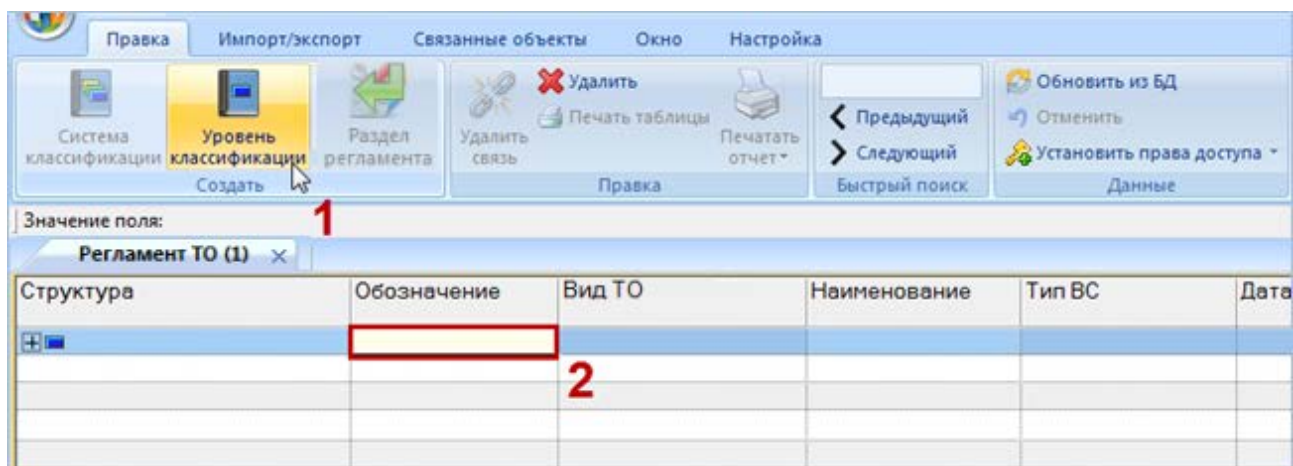 Правка Импорт/экспорт Связанные объекты Окно Настройка
Система классификации
Уровень классификации
Раздел регламента
Создать
Удалить связь
Удалить
Печать таблицы
Печатать отчет
Правка
Предыдущий
Следующий
Быстрый поиск
Обновить из БД
Отменить
Установить права доступа
Данные
1
Значение поля:
Регламент ТО (1)
Структура Обозначение Вид ТО Наименование Тип ВС Дата
2